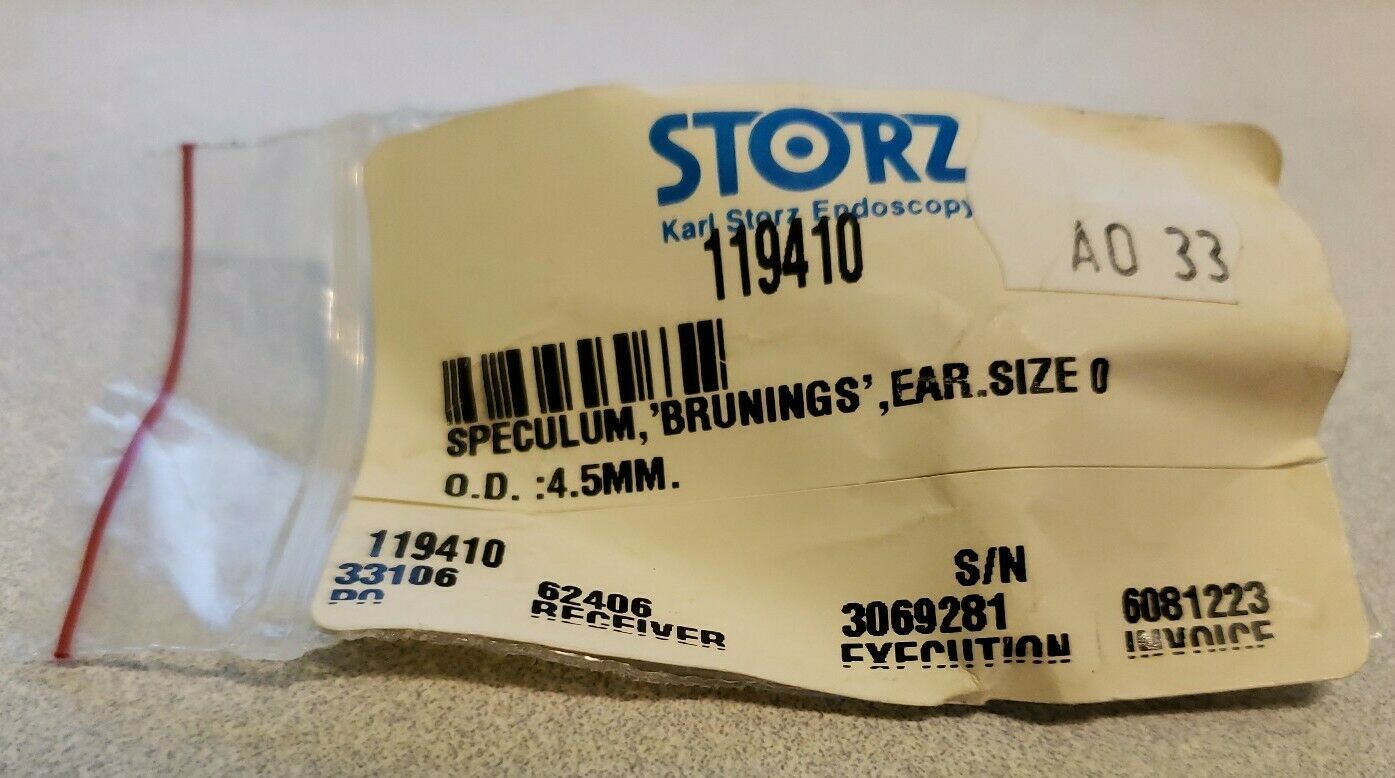 STORZ
Karl Storz Endoscopy
119410
AO 33
SPECULUM,'BRUNINGS',EAR.SIZE 0
O.D. :4.5MM.
119410
S/N
33106 62406 3069281 6081223
PO RECEIVER EXECUTION INVOICE